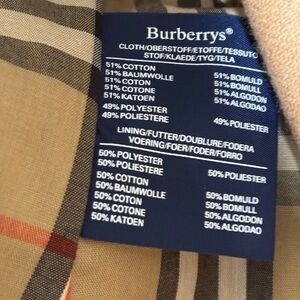 Burberrys®
CLOTH/OBERSTOFF/ETOFFE/TESSUTO
STOF/KLAEDE/TYG/TELA
51% COTTON
51% BAUMWOLLE 51% BOMULD
51% COTON 51% BOMULL
51% COTONE 51% ALGODON
51% KATOEN 51% ALGODAO
49% POLYESTER 49% POLIESTER
49% POLIESTERE
LINING/FUTTER/DOUBLURE/FODERA
VOERING/FOER/FODER/FORRO
50% POLYESTER 50% POLIESTER
50% POLIESTERE
50% COTTON
50% BAUMWOLLE 50% BOMULD
50% COTON 50% BOMULL
50% COTONE 50% ALGODON
50% KATOEN 50% ALGODAO